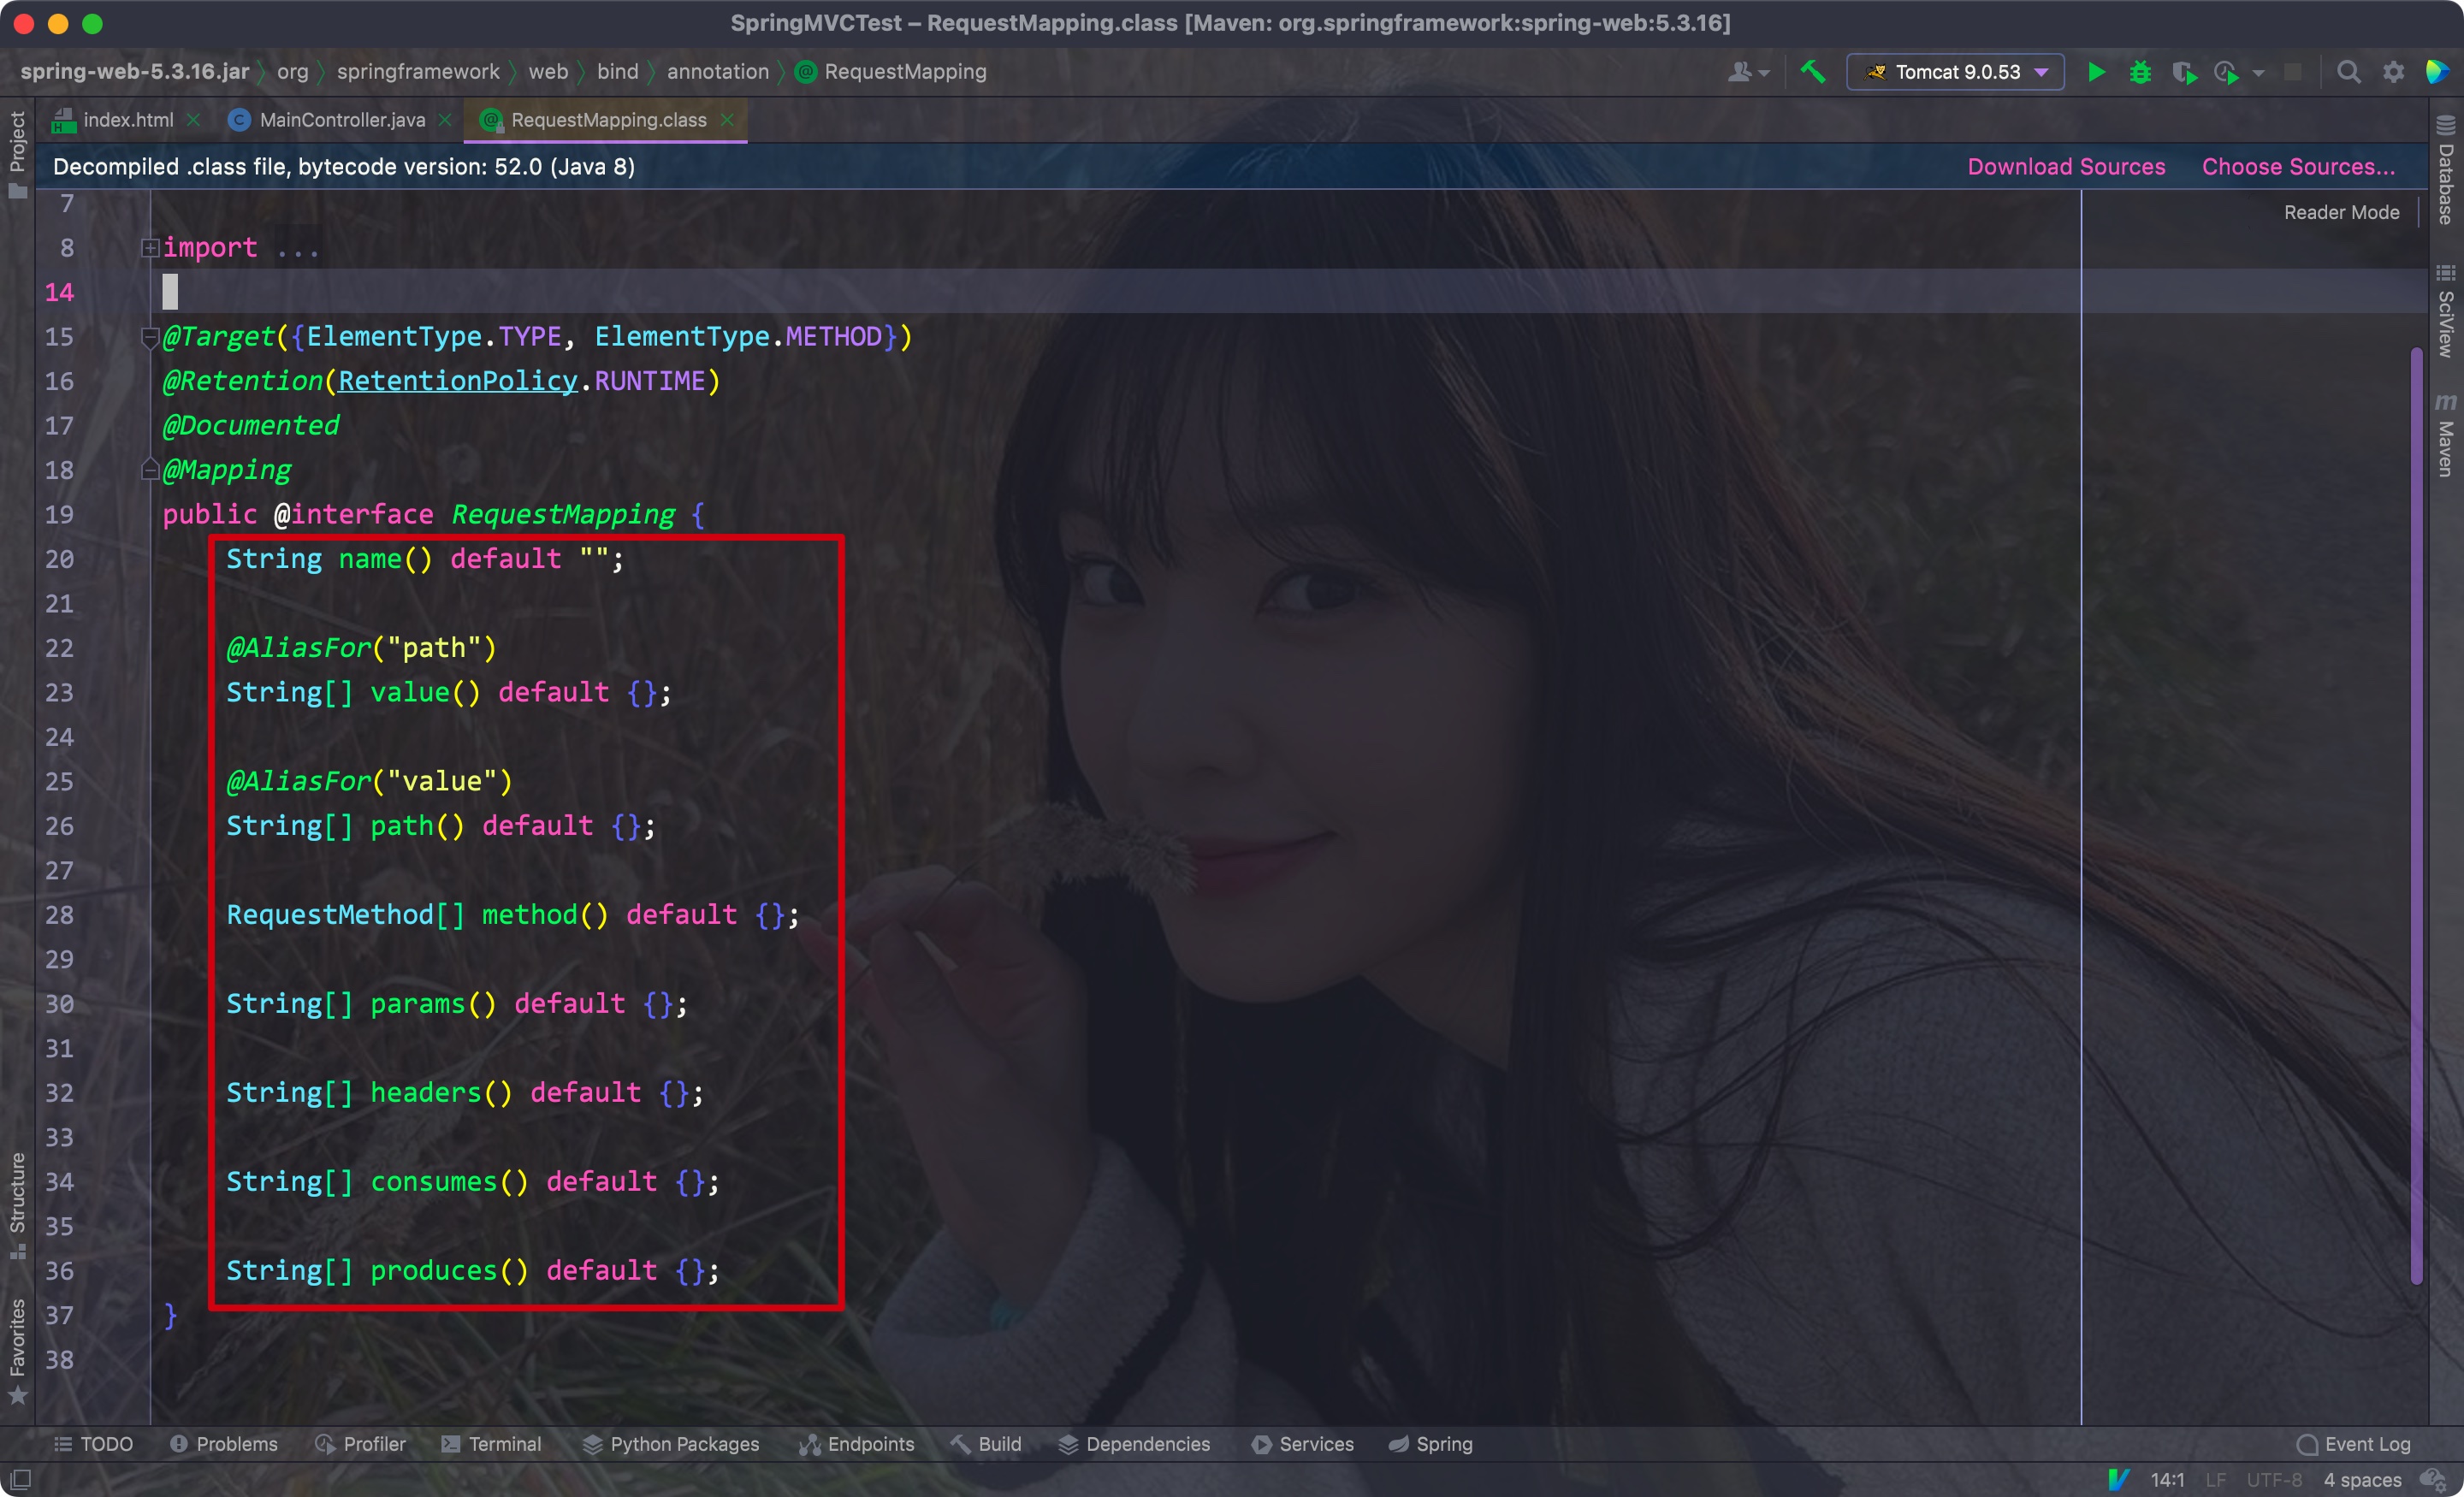 SpringMVCTest – RequestMapping.class [Maven: org.springframework:spring-web:5.3.16]
spring-web-5.3.16.jar org springframework web bind annotation @ RequestMapping
Tomcat 9.0.53
Project
index.html
C MainController.java
@ RequestMapping.class
Decompiled .class file, bytecode version: 52.0 (Java 8)
Download Sources Choose Sources...
Reader Mode
7
8 import ...
14
15 @Target({ElementType.TYPE, ElementType.METHOD})
16 @Retention(RetentionPolicy.RUNTIME)
17 @Documented
18 @Mapping
19 public @interface RequestMapping {
20 String name() default "";
21
22 @AliasFor("path")
23 String[] value() default {};
24
25 @AliasFor("value")
26 String[] path() default {};
27
28 RequestMethod[] method() default {};
29
30 String[] params() default {};
31
32 String[] headers() default {};
33
34 String[] consumes() default {};
35
36 String[] produces() default {};
37 }
38
Structure
Favorites
Database
SciView
m Maven
TODO Problems Profiler Terminal Python Packages Endpoints Build Dependencies Services Spring Event Log
14:1 LF UTF-8 4 spaces